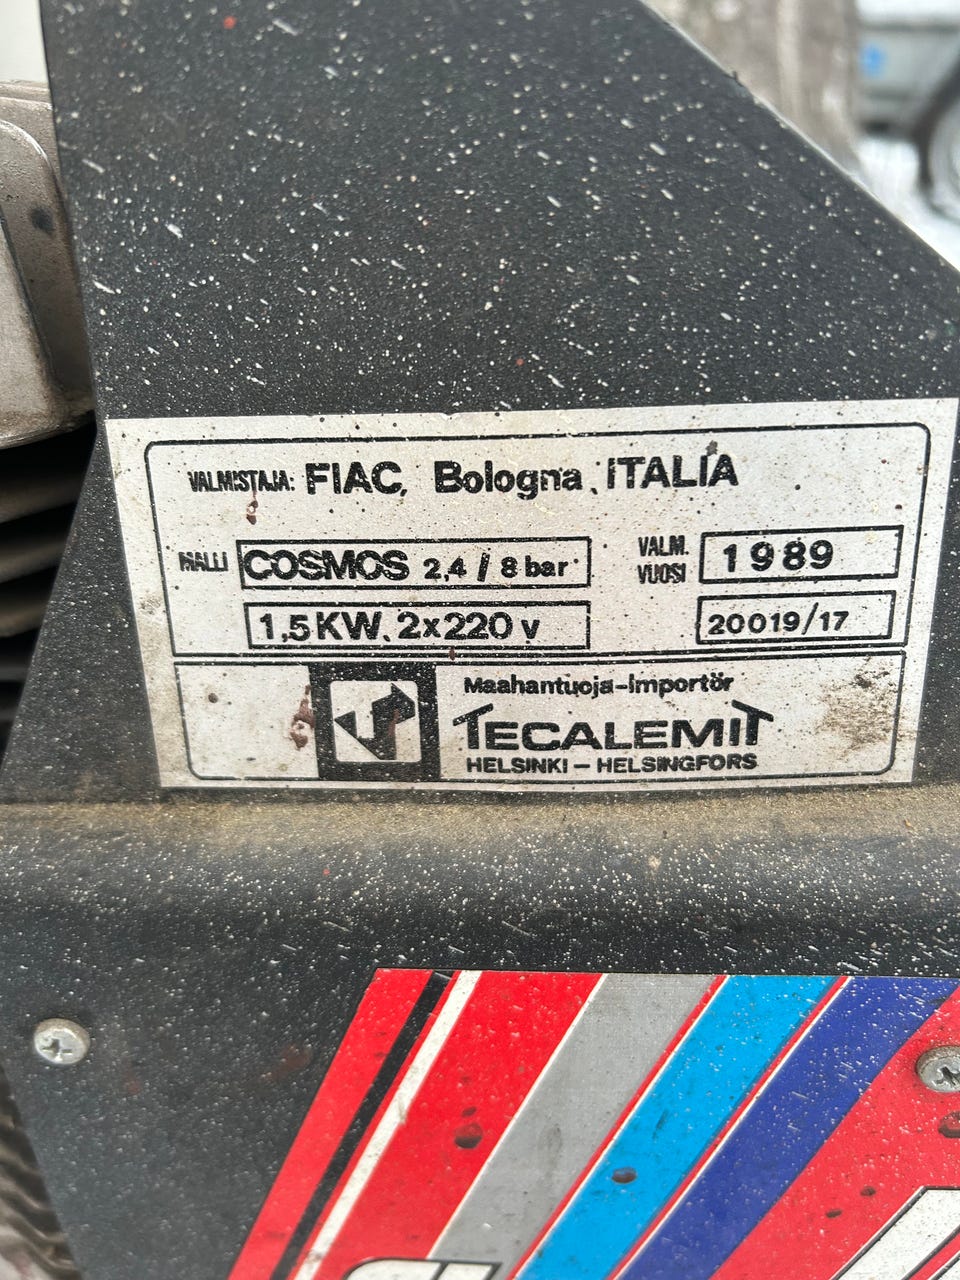 VALMISTAJA: FIAC, Bologna, ITALIA
MALLI COSMOS 2,4 / 8 bar VALM. VUOSI 1989
1,5 KW, 2x220 v 20019/17
Maahantuoja-Importör
TECALEMIT
HELSINKI - HELSINGFORS